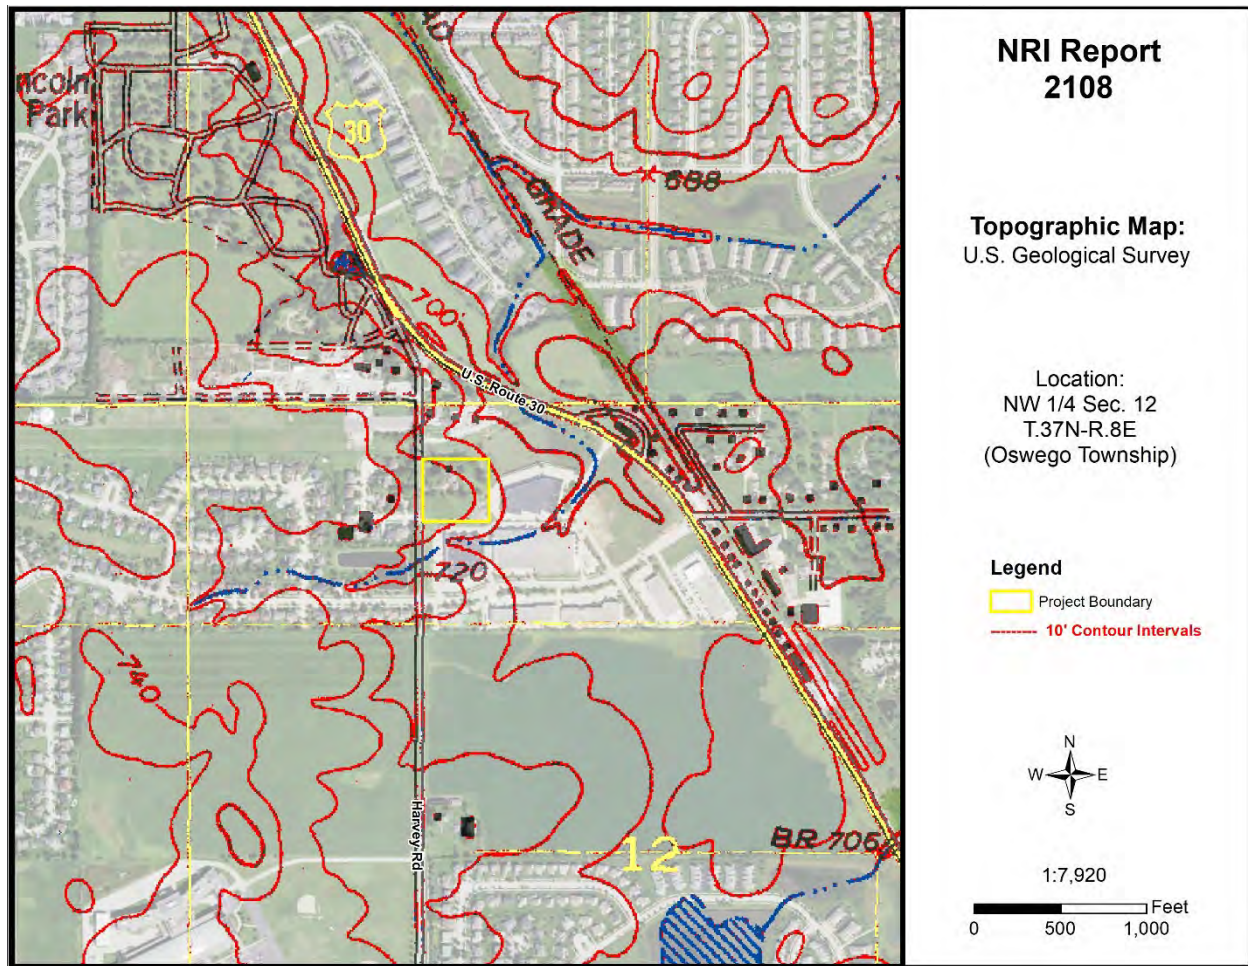 NRI Report
2108
Topographic Map:
U.S. Geological Survey
Location:
NW 1/4 Sec. 12
T.37N-R.8E
(Oswego Township)
Legend
Project Boundary
10' Contour Intervals
N
W
E
S
1:7,920
Feet
0 500 1,000
ncoln
Park
30
AD
GRADE
688
700
U.S. Route 30
720
740
Harvey Rd
12
BR 706